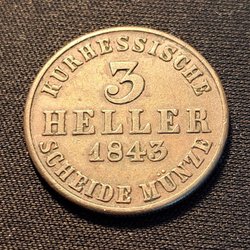 KURHESSISCHE
3
HELLER
1843
SCHEIDE MÜNZE